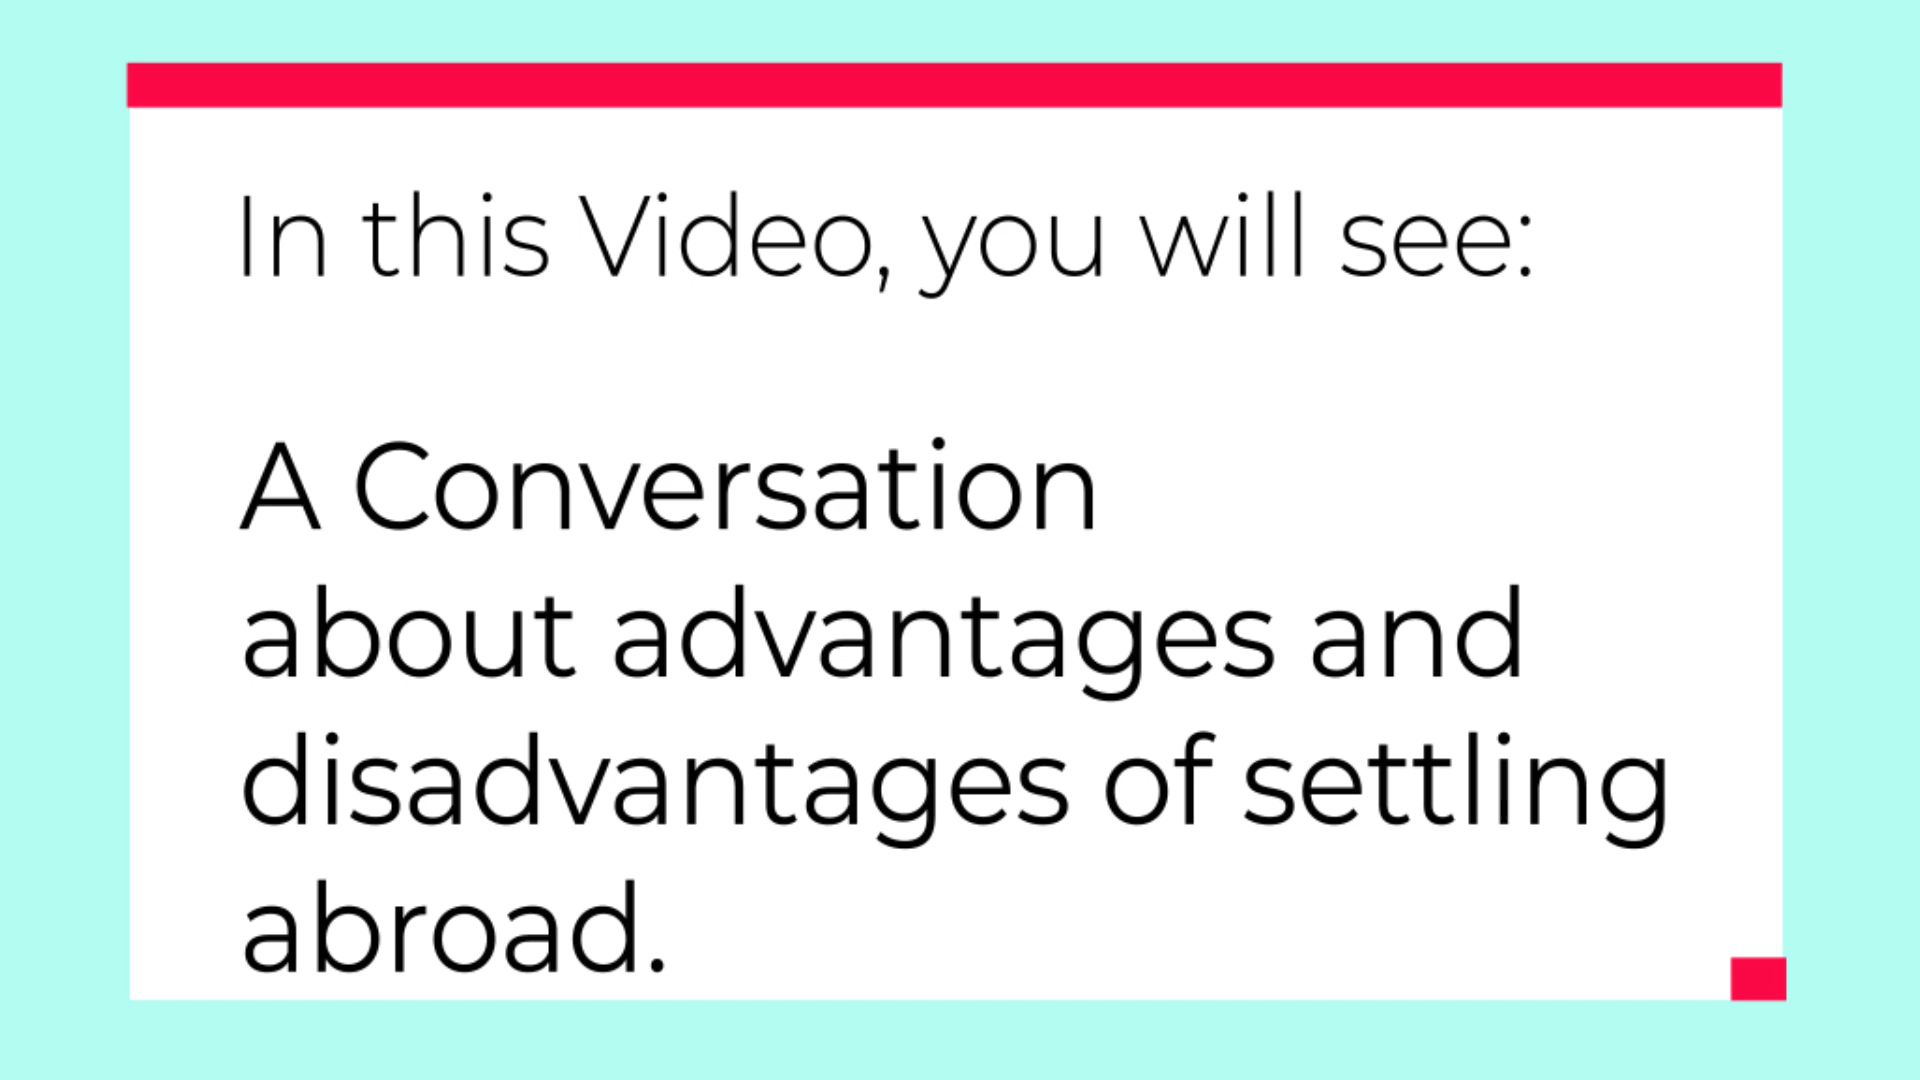 In this Video, you will see:
A Conversation
about advantages and
disadvantages of settling
abroad.